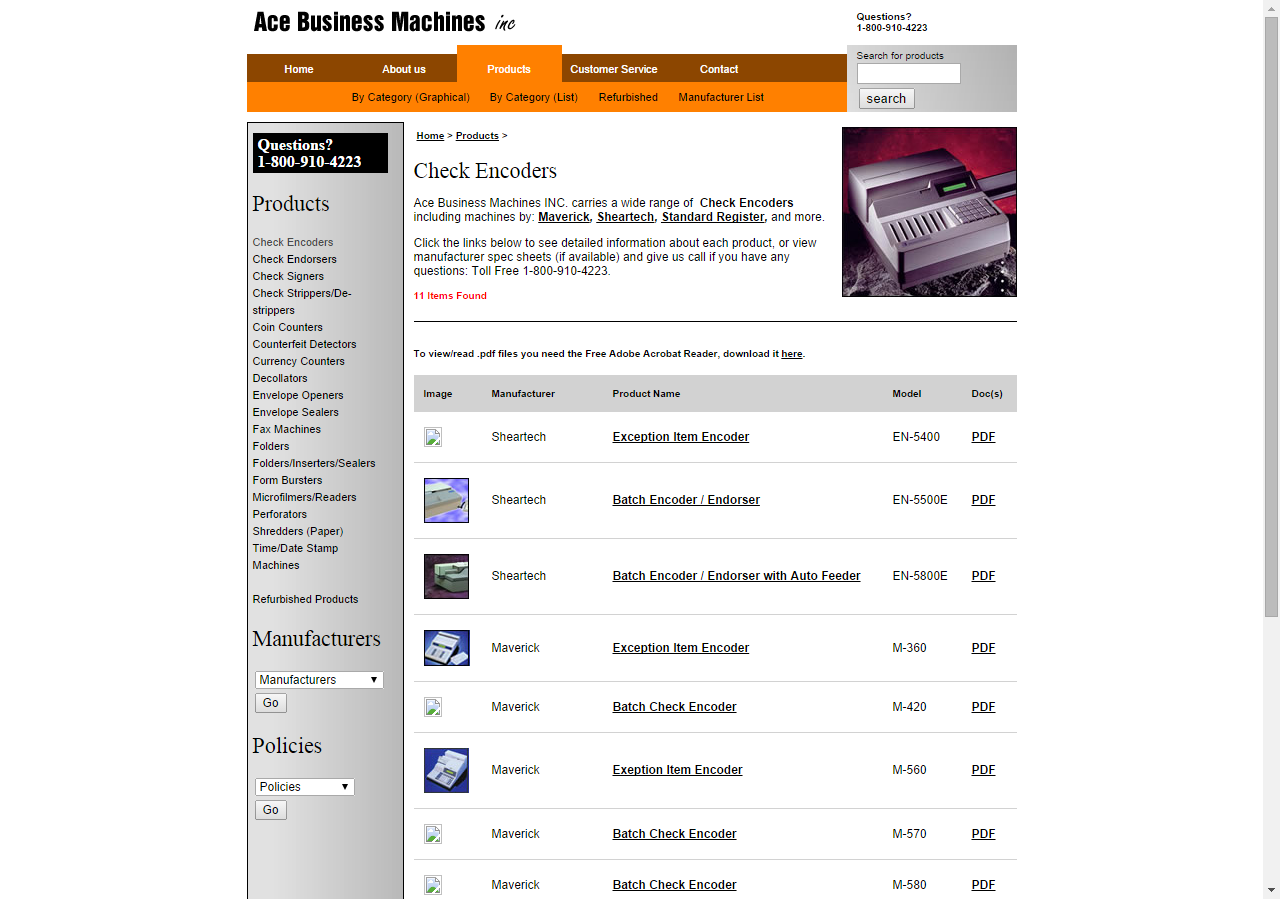 Ace Business Machines inc
Questions?
1-800-910-4223
Search for products
search
Home
About us
Products
Customer Service
Contact
By Category (Graphical)
By Category (List)
Refurbished
Manufacturer List
Questions?
1-800-910-4223
Products
Check Encoders
Check Endorsers
Check Signers
Check Strippers/De-
strippers
Coin Counters
Counterfeit Detectors
Currency Counters
Decollators
Envelope Openers
Envelope Sealers
Fax Machines
Folders
Folders/Inserters/Sealers
Form Bursters
Microfilmers/Readers
Perforators
Shredders (Paper)
Time/Date Stamp
Machines
Refurbished Products
Manufacturers
Manufacturers
Go
Policies
Policies
Go
Home > Products >
Check Encoders
Ace Business Machines INC. carries a wide range of Check Encoders
including machines by: Maverick, Sheartech, Standard Register, and more.
Click the links below to see detailed information about each product, or view
manufacturer spec sheets (if available) and give us call if you have any
questions: Toll Free 1-800-910-4223.
11 Items Found
To view/read .pdf files you need the Free Adobe Acrobat Reader, download it here.
Image Manufacturer Product Name Model Doc(s)
Sheartech Exception Item Encoder EN-5400 PDF
Sheartech Batch Encoder / Endorser EN-5500E PDF
Sheartech Batch Encoder / Endorser with Auto Feeder EN-5800E PDF
Maverick Exception Item Encoder M-360 PDF
Maverick Batch Check Encoder M-420 PDF
Maverick Exeption Item Encoder M-560 PDF
Maverick Batch Check Encoder M-570 PDF
Maverick Batch Check Encoder M-580 PDF